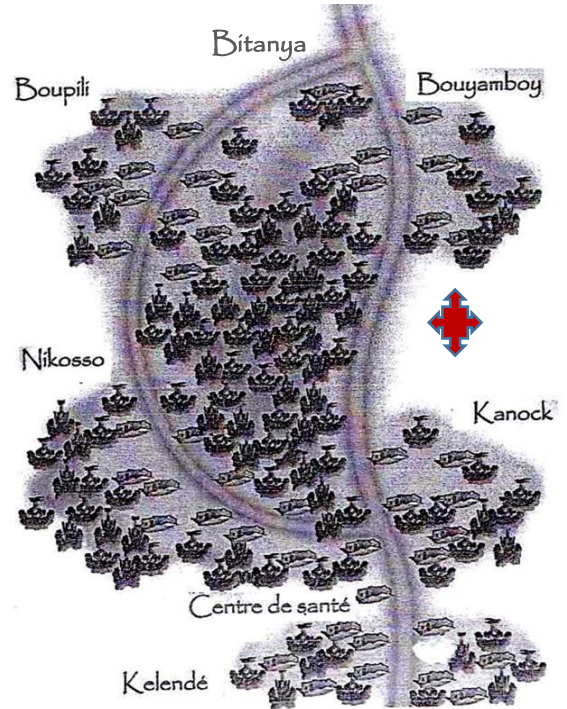 Bitanya
Boupili
Bouyamboy
Nikosso
Kanock
Centre de santé
Kelendé